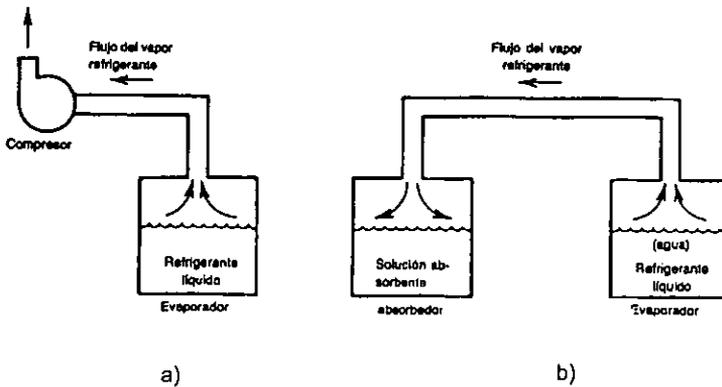 Flujo del vapor
refrigerante
Compresor
Refrigerante
líquido
Evaporador
a)
Flujo del vapor
refrigerante
Solución ab-
sorbente
absorbedor
(agua)
Refrigerante
líquido
Evaporador
b)